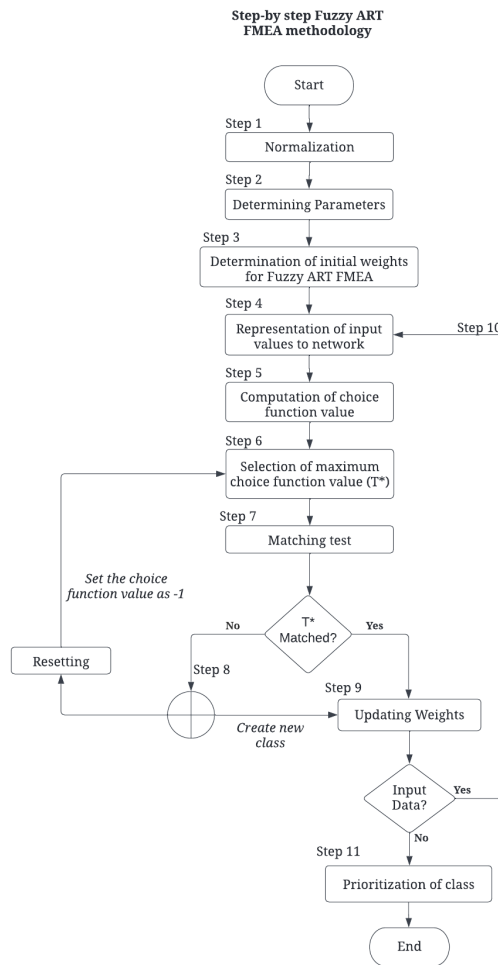 Step-by step Fuzzy ART
FMEA methodology
Start
Step 1
Normalization
Step 2
Determining Parameters
Step 3
Determination of initial weights
for Fuzzy ART FMEA
Step 4
Representation of input
values to network
Step 10
Step 5
Computation of choice
function value
Step 6
Selection of maximum
choice function value (T*)
Step 7
Matching test
Set the choice
function value as -1
T*
Matched?
No
Yes
Resetting
Step 8
Step 9
Updating Weights
Create new
class
Input
Data?
Yes
No
Step 11
Prioritization of class
End